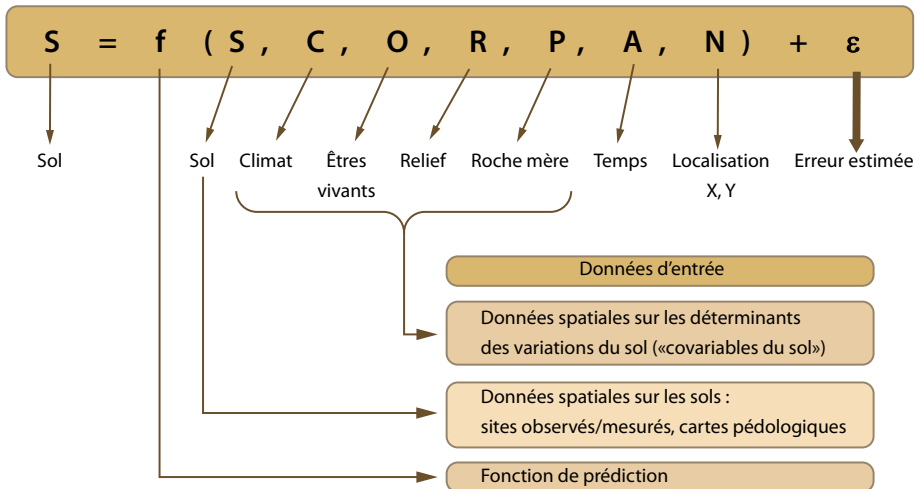 S = f ( S , C , O , R , P , A , N ) + ε
Sol
Sol
Climat
Êtres
vivants
Relief
Roche mère
Temps
Localisation
X, Y
Erreur estimée
Données d'entrée
Données spatiales sur les déterminants
des variations du sol («covariables du sol»)
Données spatiales sur les sols :
sites observés/mesurés, cartes pédologiques
Fonction de prédiction